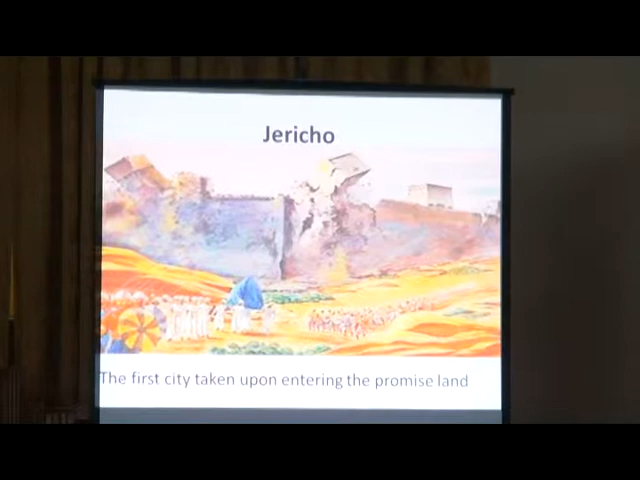 Jericho
The first city taken upon entering the promise land